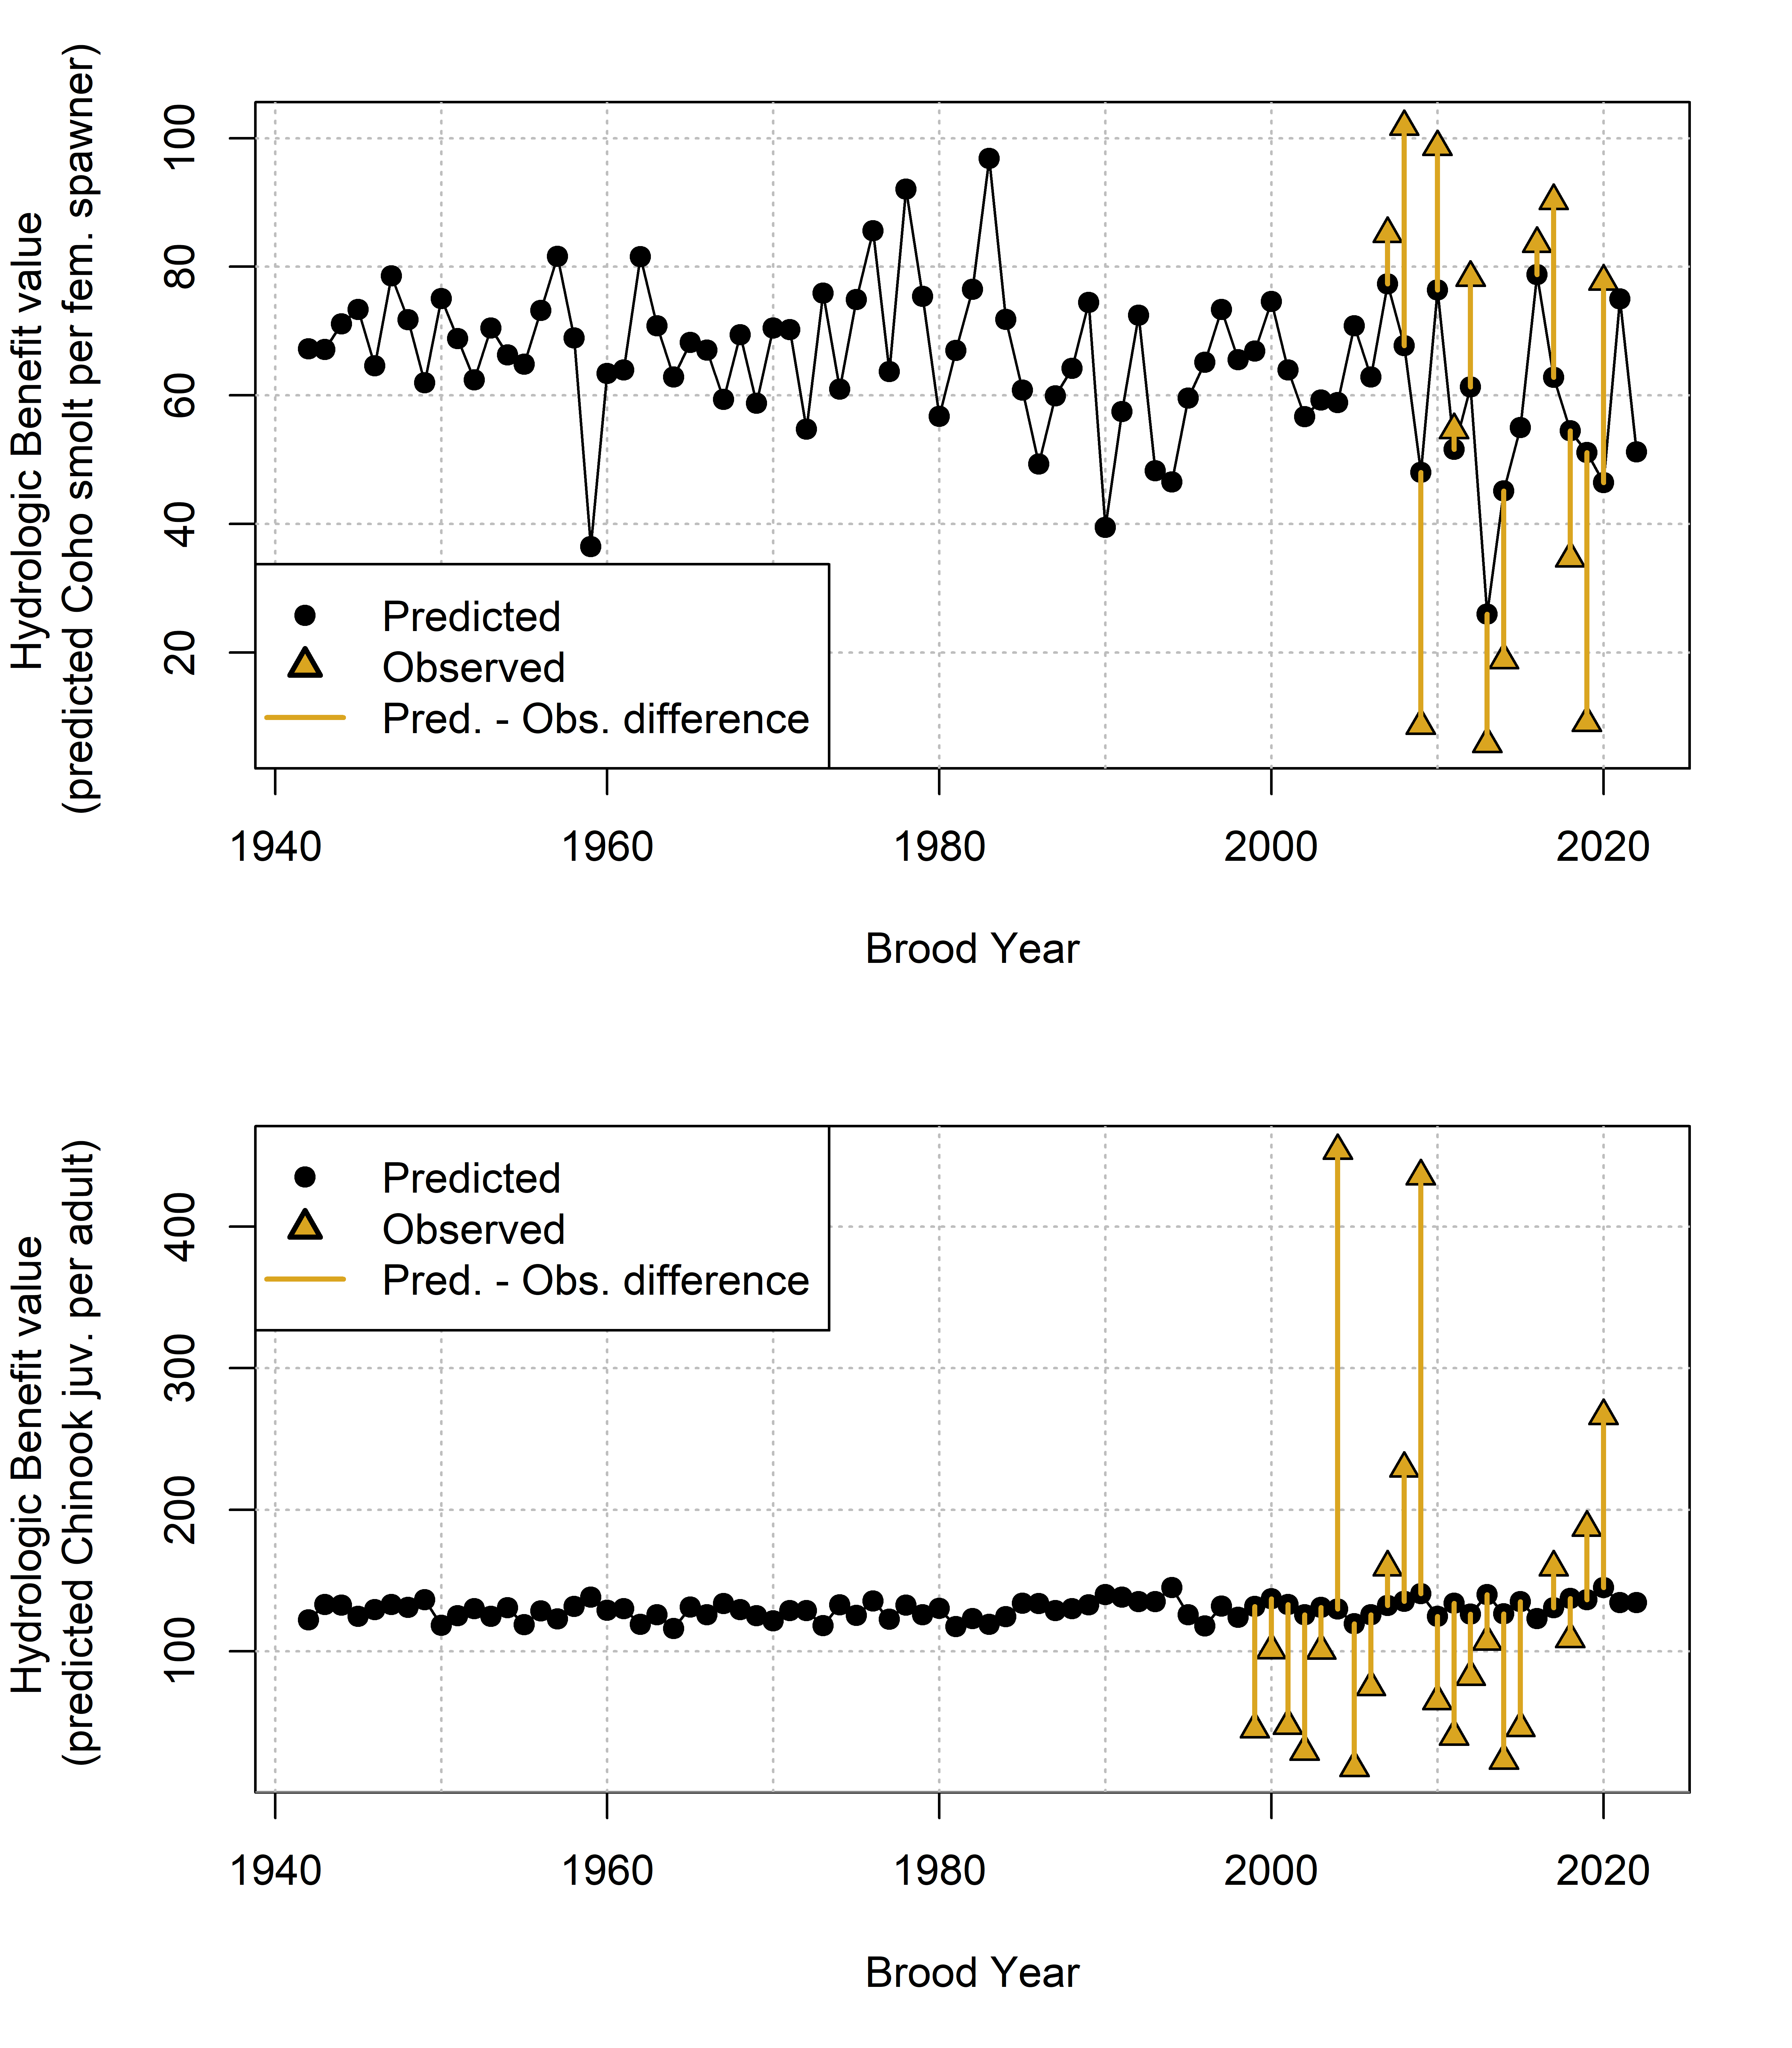 Hydrologic Benefit value
(predicted Coho smolt per fem. spawner)
100
80
60
40
20
Predicted
Observed
Pred. - Obs. difference
1940 1960 1980 2000 2020
Brood Year
Hydrologic Benefit value
(predicted Chinook juv. per adult)
400
300
200
100
Predicted
Observed
Pred. - Obs. difference
1940 1960 1980 2000 2020
Brood Year